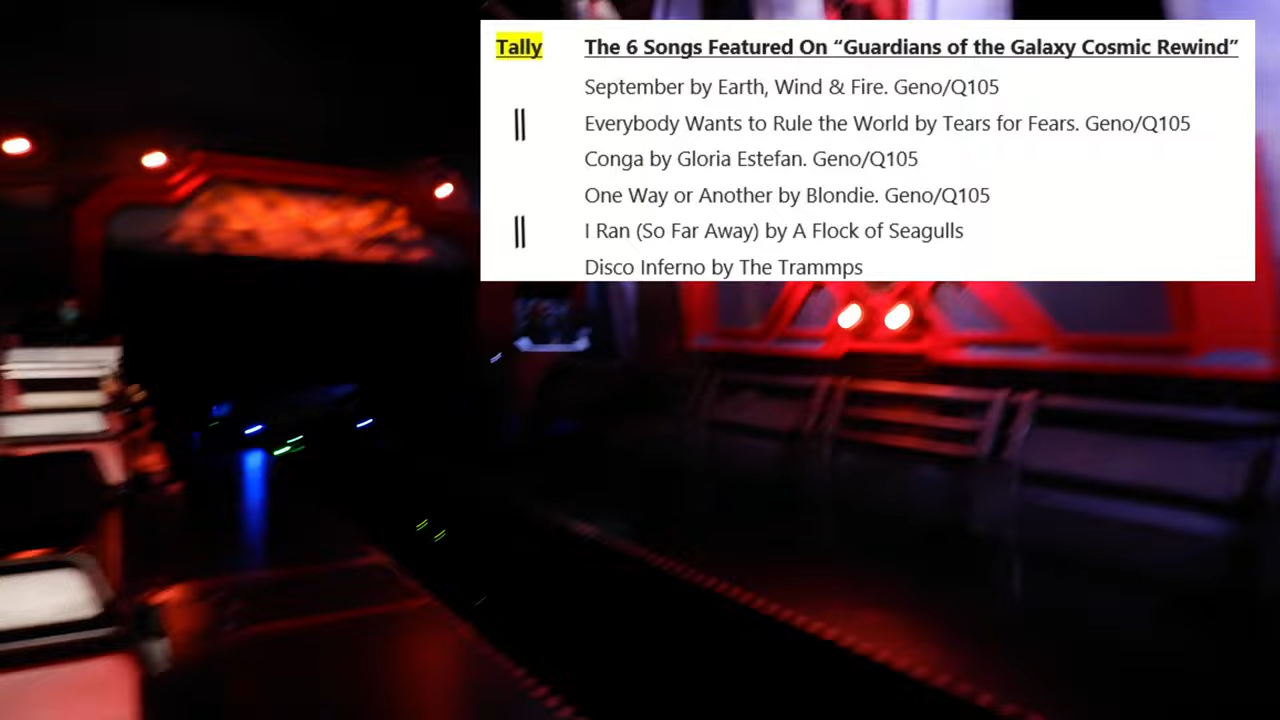 Tally The 6 Songs Featured On “Guardians of the Galaxy Cosmic Rewind”
September by Earth, Wind & Fire. Geno/Q105
|| Everybody Wants to Rule the World by Tears for Fears. Geno/Q105
Conga by Gloria Estefan. Geno/Q105
One Way or Another by Blondie. Geno/Q105
|| I Ran (So Far Away) by A Flock of Seagulls
Disco Inferno by The Trammps